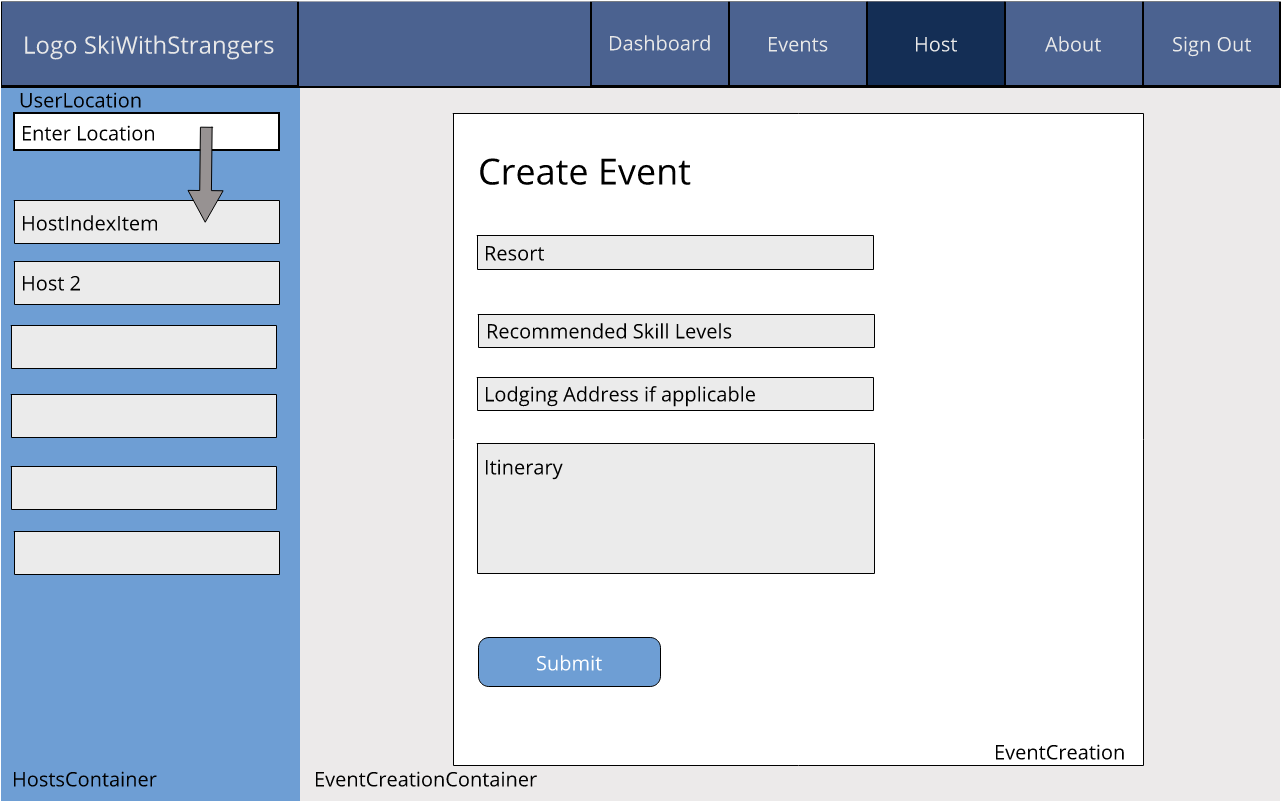 Logo SkiWithStrangers
Dashboard
Events
Host
About
Sign Out
UserLocation
Enter Location
HostIndexItem
Host 2
HostsContainer
Create Event
Resort
Recommended Skill Levels
Lodging Address if applicable
Itinerary
Submit
EventCreation
EventCreationContainer